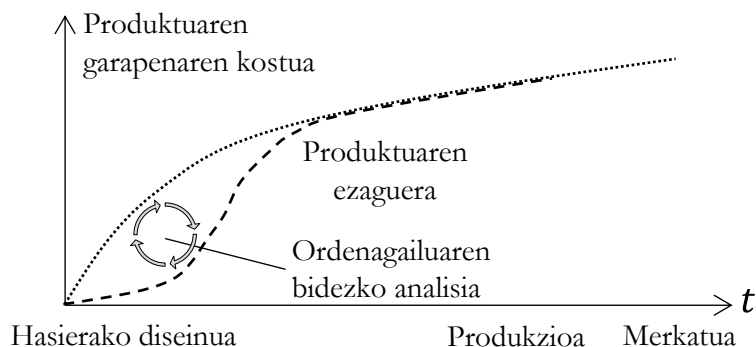 Produktuaren
garapenaren kostua
Produktuaren
ezaguera
Ordenagailuaren
bidezko analisia
t
Hasierako diseinua
Produkzioa
Merkatua